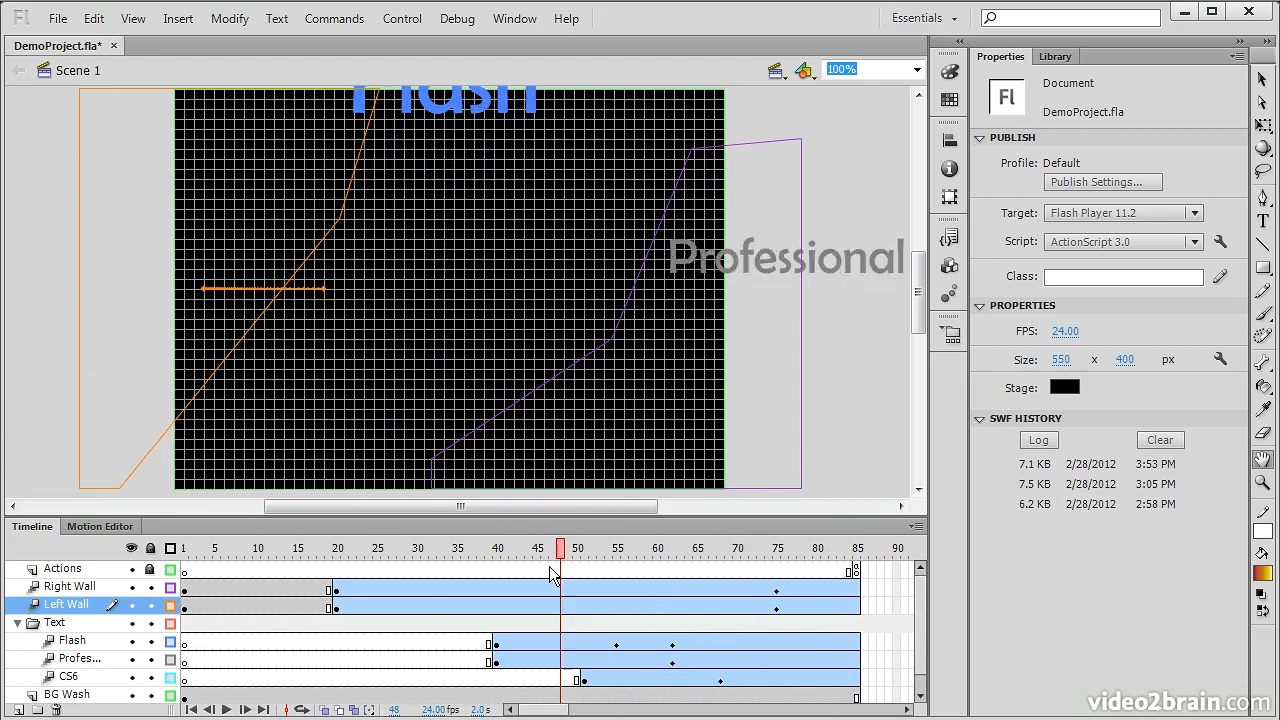 Fl File Edit View Insert Modify Text Commands Control Debug Window Help Essentials
DemoProject.fla* ×
Scene 1 100%
Flash
Professional
Properties Library
Fl Document
DemoProject.fla
PUBLISH
Profile: Default
Publish Settings...
Target: Flash Player 11.2
Script: ActionScript 3.0
Class:
PROPERTIES
FPS: 24.00
Size: 550 x 400 px
Stage:
SWF HISTORY
Log Clear
7.1 KB 2/28/2012 3:53 PM
7.5 KB 2/28/2012 3:05 PM
6.2 KB 2/28/2012 2:58 PM
Timeline Motion Editor
1 5 10 15 20 25 30 35 40 45 50 55 60 65 70 75 80 85 90
Actions
Right Wall
Left Wall
Text
Flash
Profes...
CS6
BG Wash
48 24.00 fps 2.0 s
video2brain.com